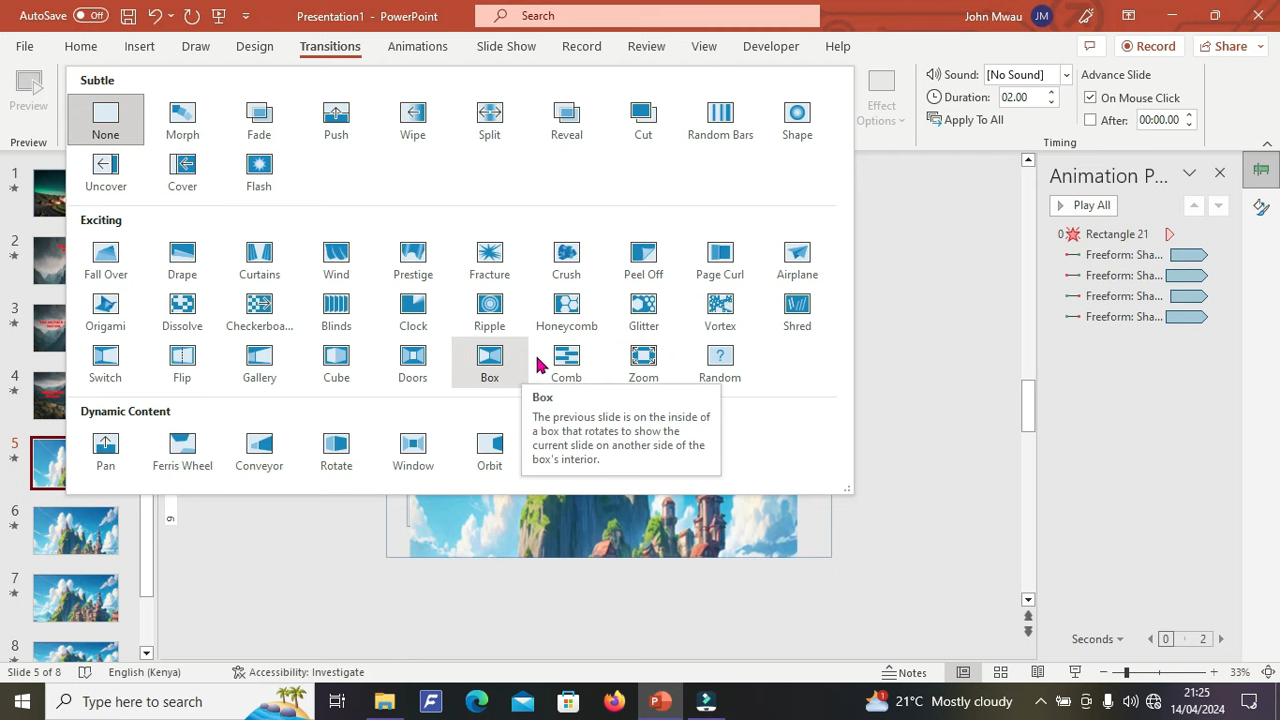 AutoSave Off Presentation1 - PowerPoint Search John Mwau JM
File Home Insert Draw Design Transitions Animations Slide Show Record Review View Developer Help Record Share
Preview
Preview
Subtle
None Morph Fade Push Wipe Split Reveal Cut Random Bars Shape
Uncover Cover Flash
Exciting
Fall Over Drape Curtains Wind Prestige Fracture Crush Peel Off Page Curl Airplane
Origami Dissolve Checkerboa... Blinds Clock Ripple Honeycomb Glitter Vortex Shred
Switch Flip Gallery Cube Doors Box Comb Zoom Random
Dynamic Content
Pan Ferris Wheel Conveyor Rotate Window Orbit
Box
The previous slide is on the inside of
a box that rotates to show the
current slide on another side of the
box's interior.
Effect
Options
Sound: [No Sound]
Duration: 02.00
Apply To All
Advance Slide
On Mouse Click
After: 00:00.00
Timing
1
2
3
4
5
6
7
8
6
Animation P...
Play All
0 Rectangle 21
Freeform: Sha...
Freeform: Sha...
Freeform: Sha...
Freeform: Sha...
Seconds 0 2
Slide 5 of 8 English (Kenya) Accessibility: Investigate Notes 33%
Type here to search 21°C Mostly cloudy 21:25
14/04/2024